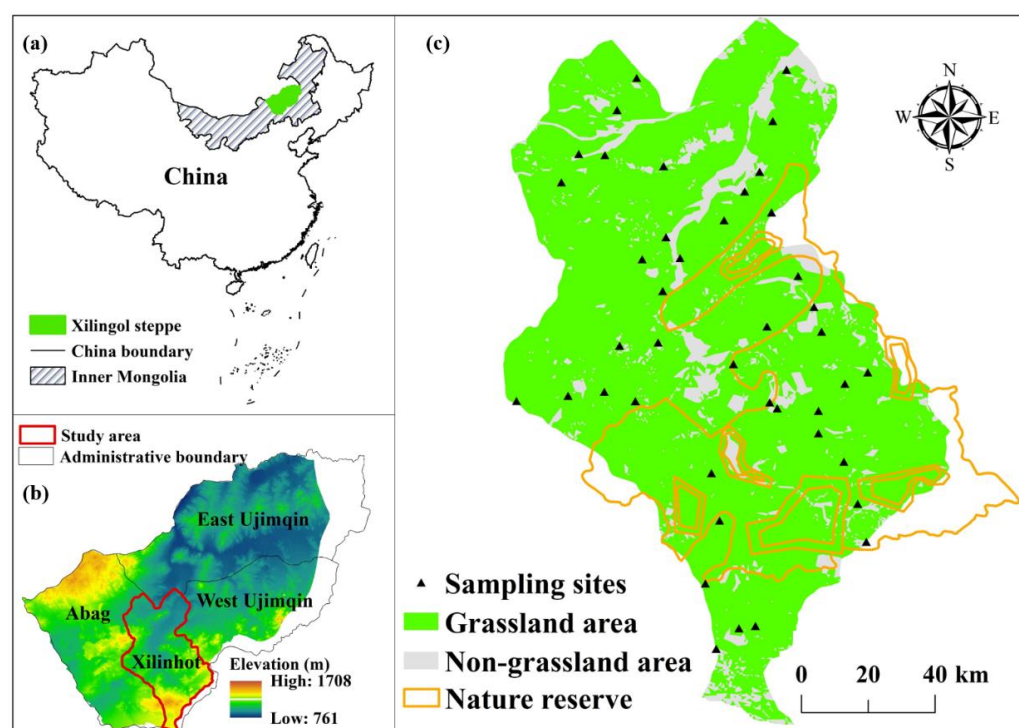 (a)
China
Xilingol steppe
China boundary
Inner Mongolia
Study area
Administrative boundary
(b)
East Ujimqin
West Ujimqin
Abag
Xilinhot
Elevation (m)
High: 1708
Low: 761
(c)
N
W E
S
Sampling sites
Grassland area
Non-grassland area
Nature reserve
0 20 40 km